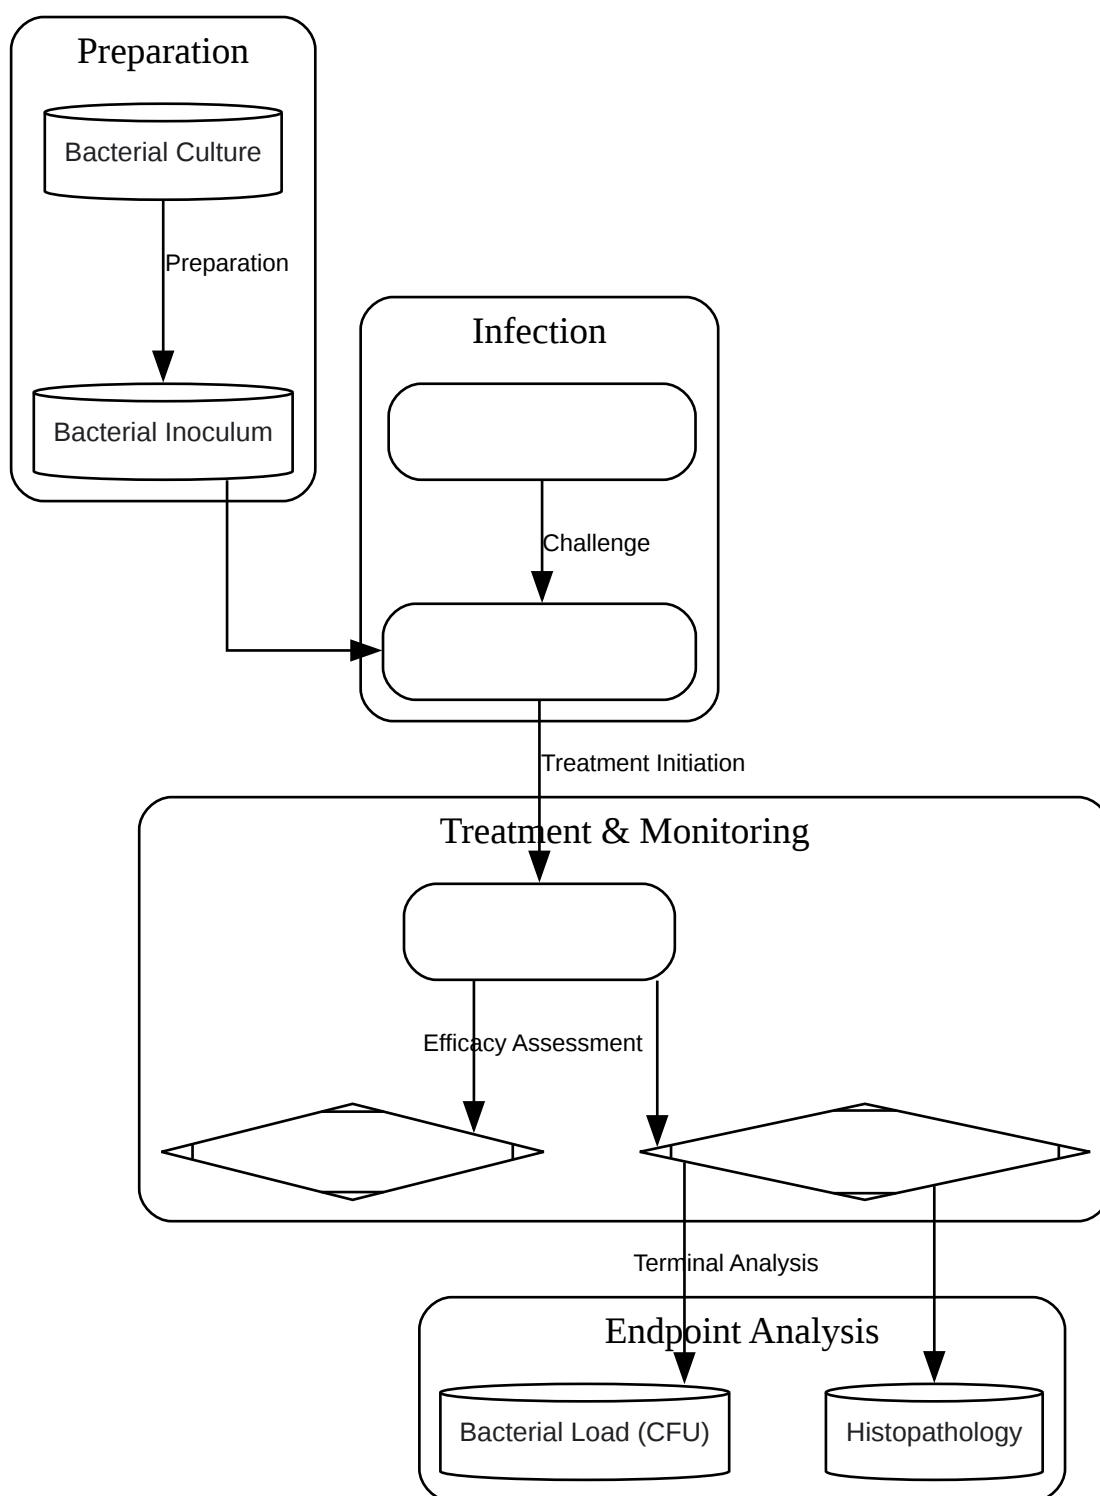 Preparation
Bacterial Culture
Preparation
Bacterial Inoculum
Infection
Challenge
Treatment Initiation
Treatment & Monitoring
Efficacy Assessment
Terminal Analysis
Endpoint Analysis
Bacterial Load (CFU)
Histopathology